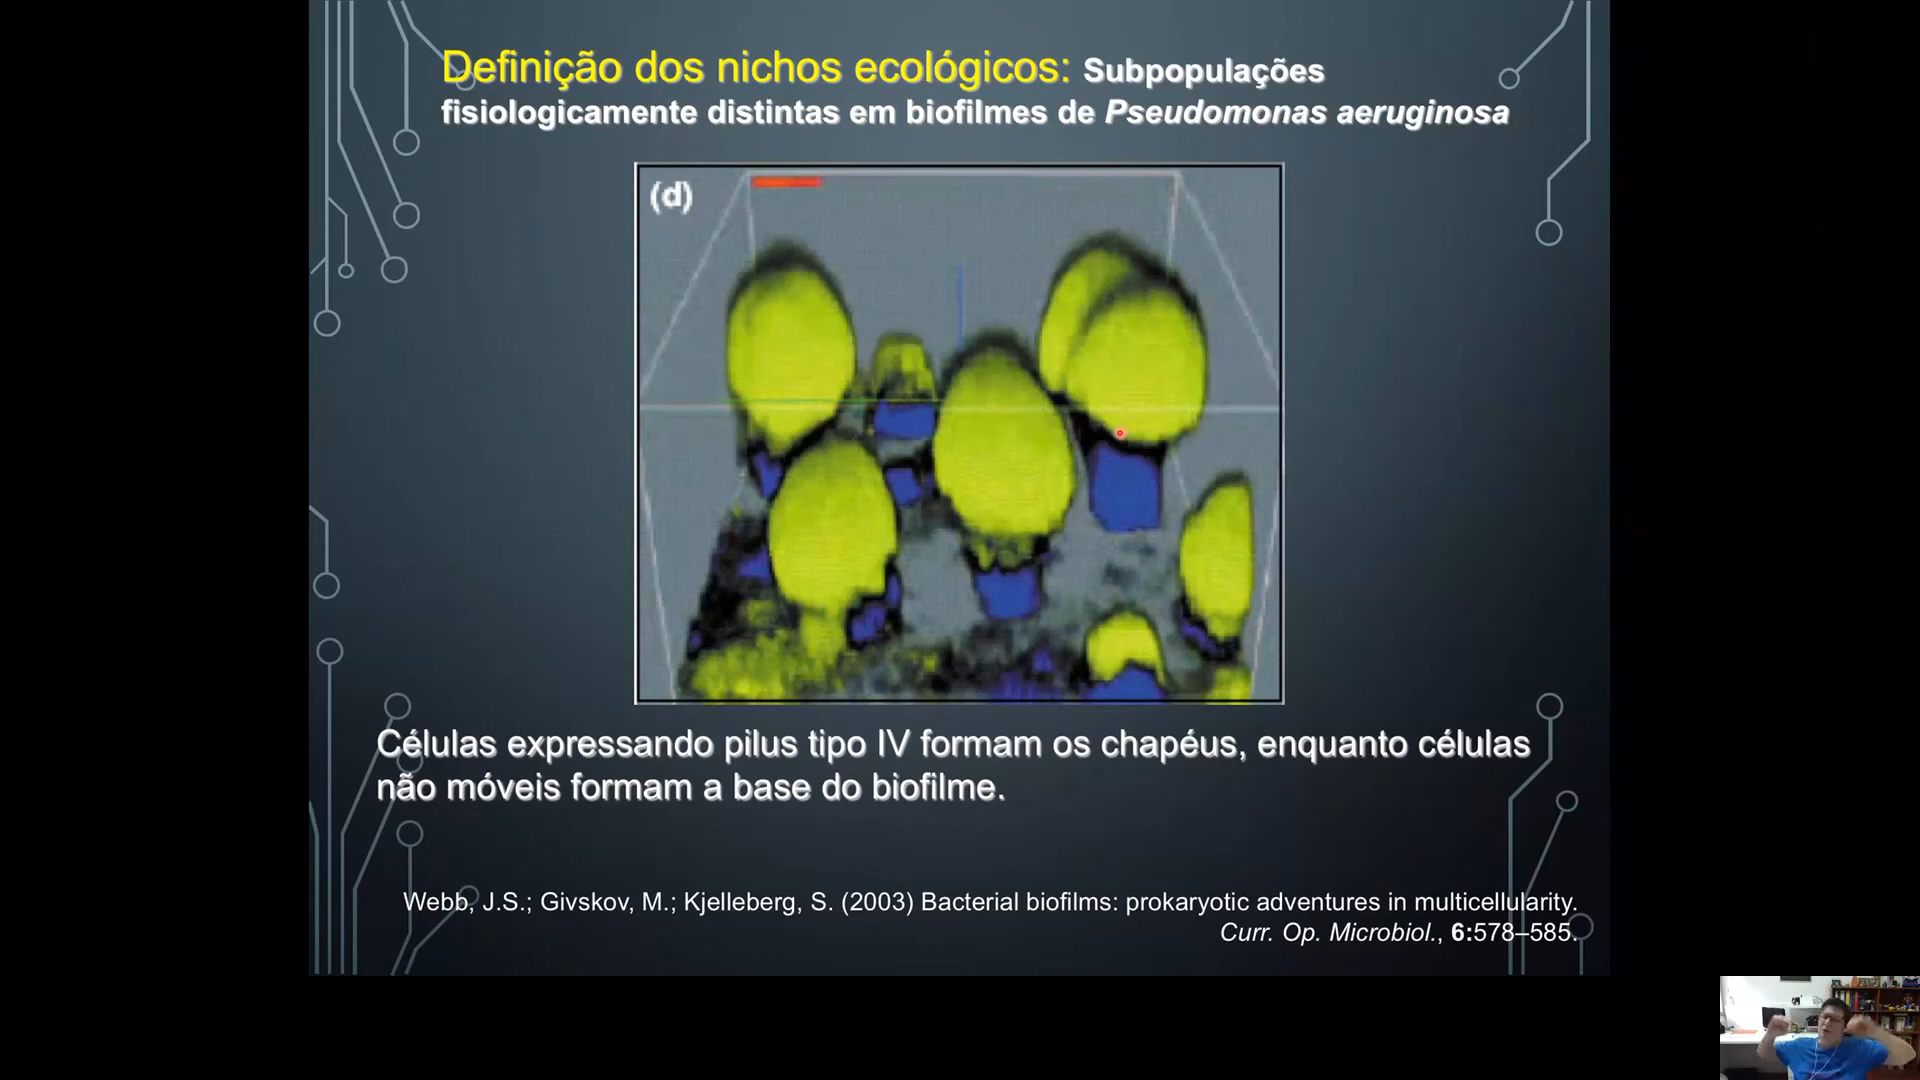 Definição dos nichos ecológicos: Subpopulações
fisiologicamente distintas em biofilmes de Pseudomonas aeruginosa
(d)
Células expressando pilus tipo IV formam os chapéus, enquanto células
não móveis formam a base do biofilme.
Webb, J.S.; Givskov, M.; Kjelleberg, S. (2003) Bacterial biofilms: prokaryotic adventures in multicellularity.
Curr. Op. Microbiol., 6:578–585.